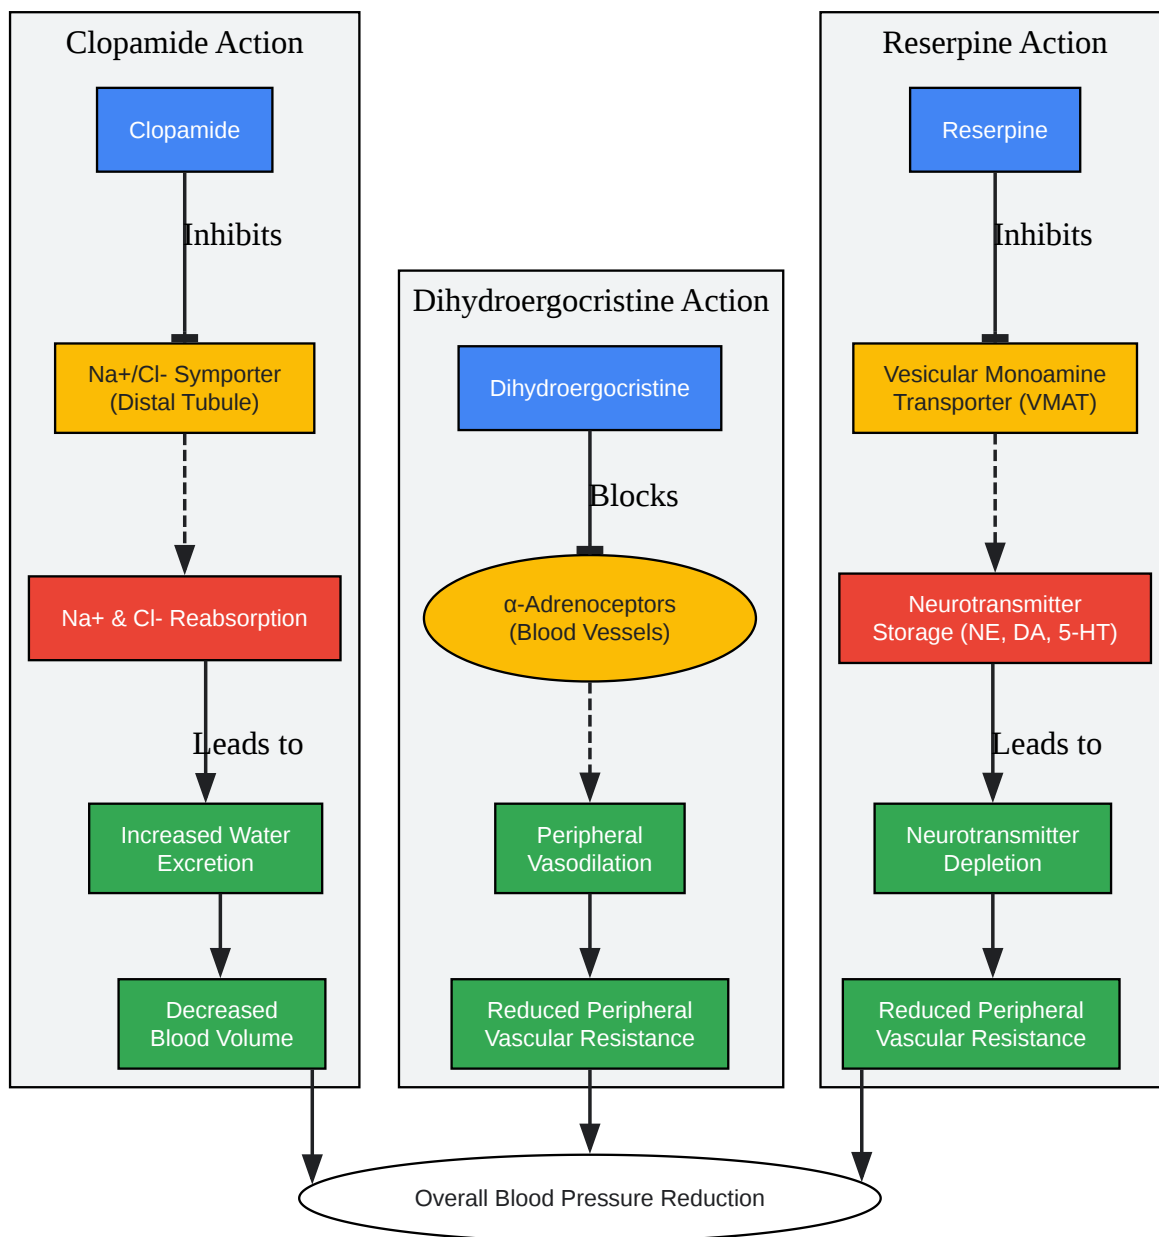 Clopamide Action
Clopamide
Inhibits
Na+/Cl- Symporter
(Distal Tubule)
Na+ & Cl- Reabsorption
Leads to
Increased Water
Excretion
Decreased
Blood Volume
Dihydroergocristine Action
Dihydroergocristine
Blocks
α-Adrenoceptors
(Blood Vessels)
Peripheral
Vasodilation
Reduced Peripheral
Vascular Resistance
Reserpine Action
Reserpine
Inhibits
Vesicular Monoamine
Transporter (VMAT)
Neurotransmitter
Storage (NE, DA, 5-HT)
Leads to
Neurotransmitter
Depletion
Reduced Peripheral
Vascular Resistance
Overall Blood Pressure Reduction